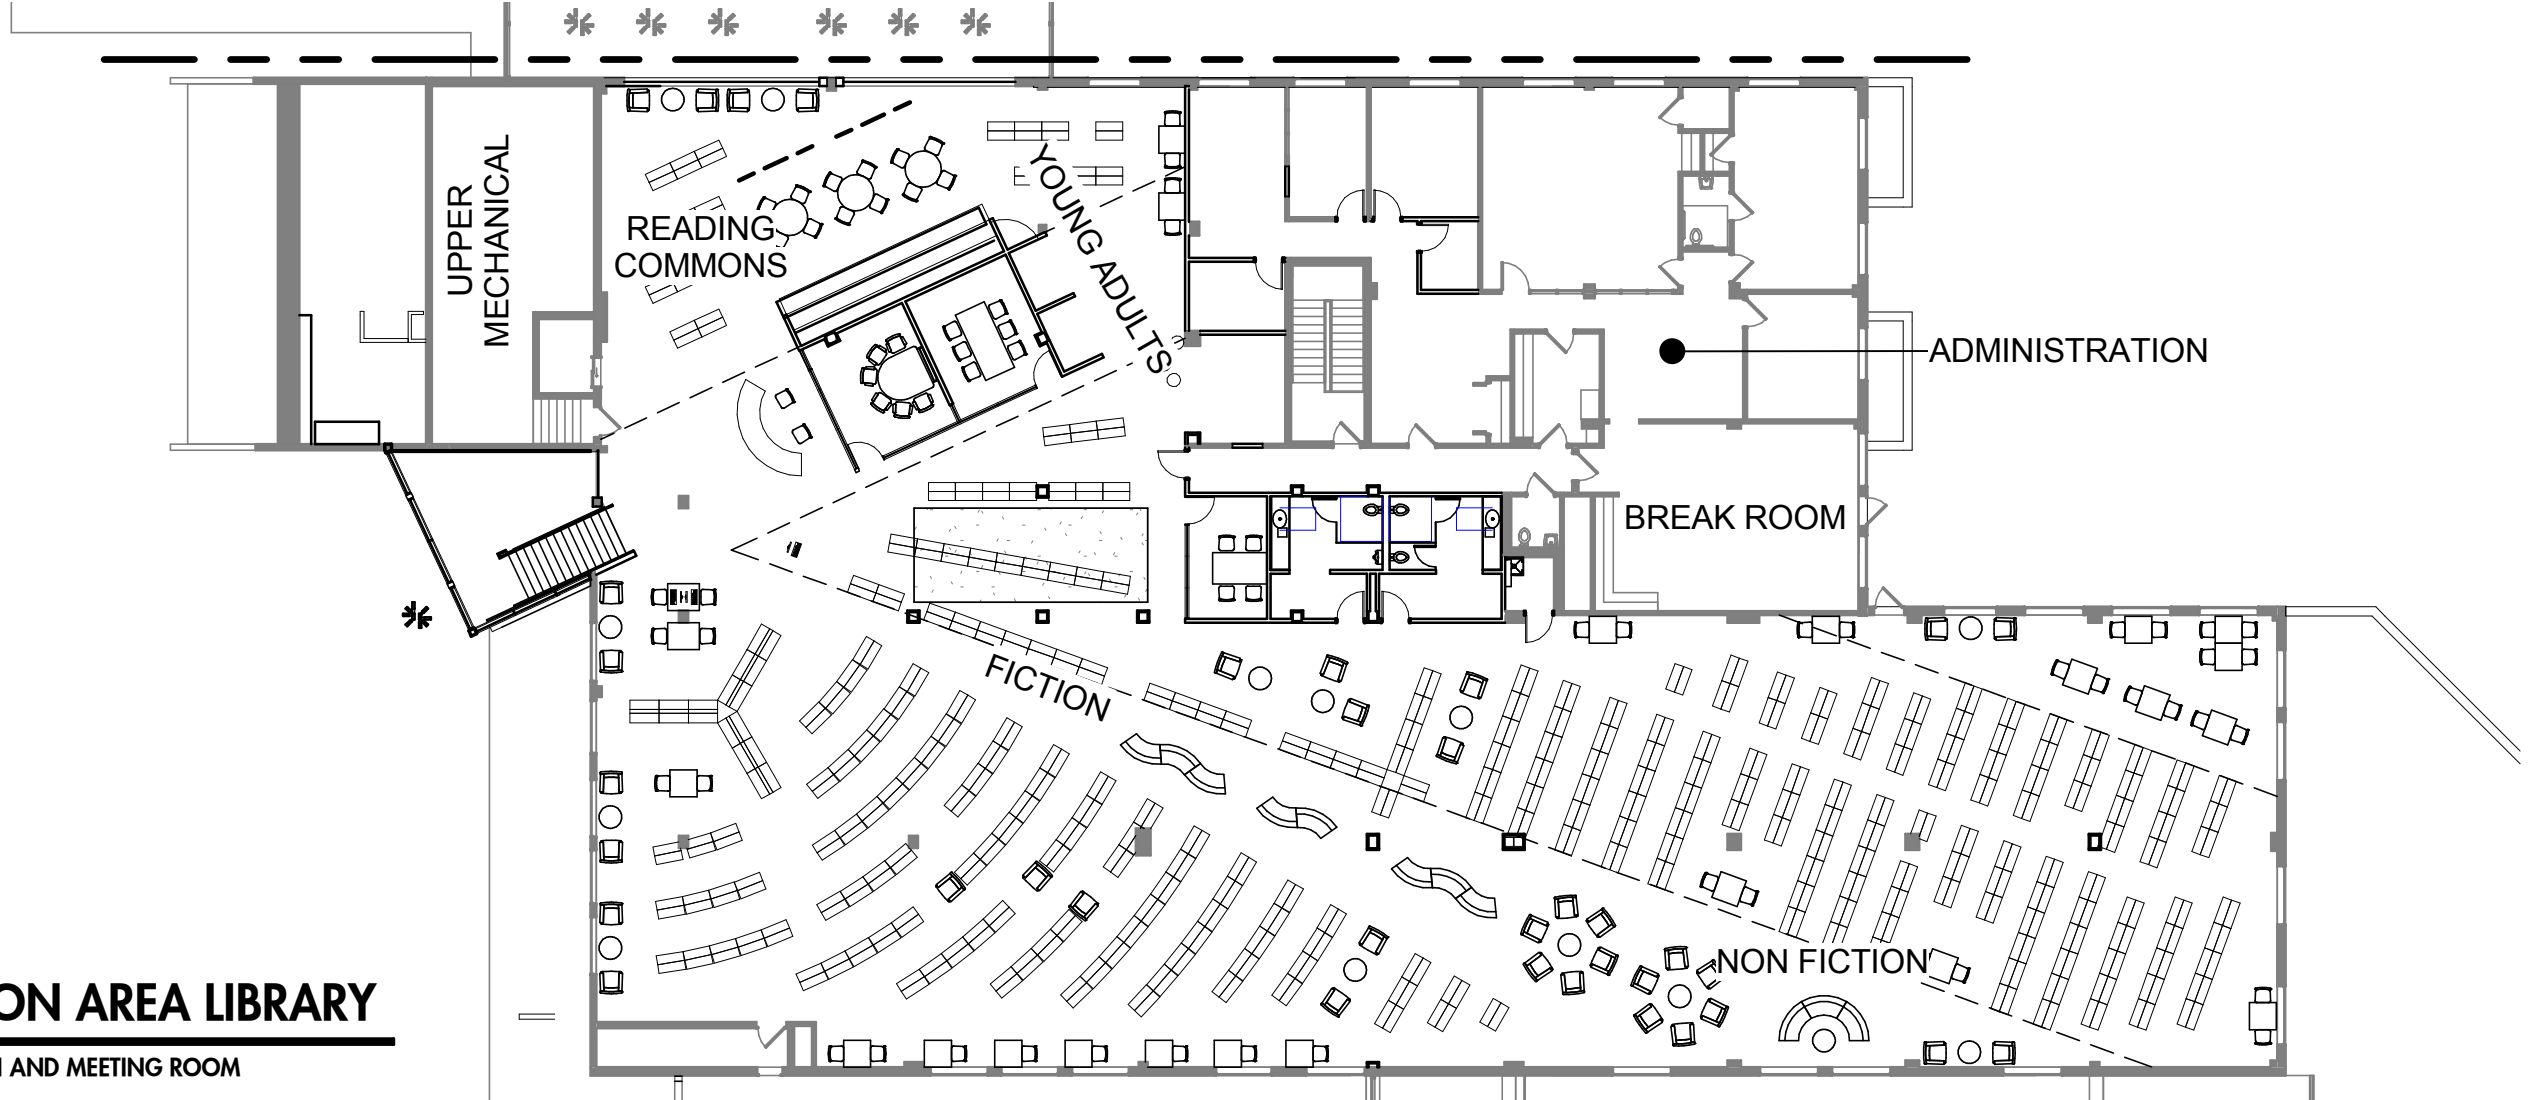 UPPER
MECHANICAL
READING
COMMONS
YOUNG ADULTS
ADMINISTRATION
BREAK ROOM
FICTION
NON FICTION
ON AREA LIBRARY
AND MEETING ROOM